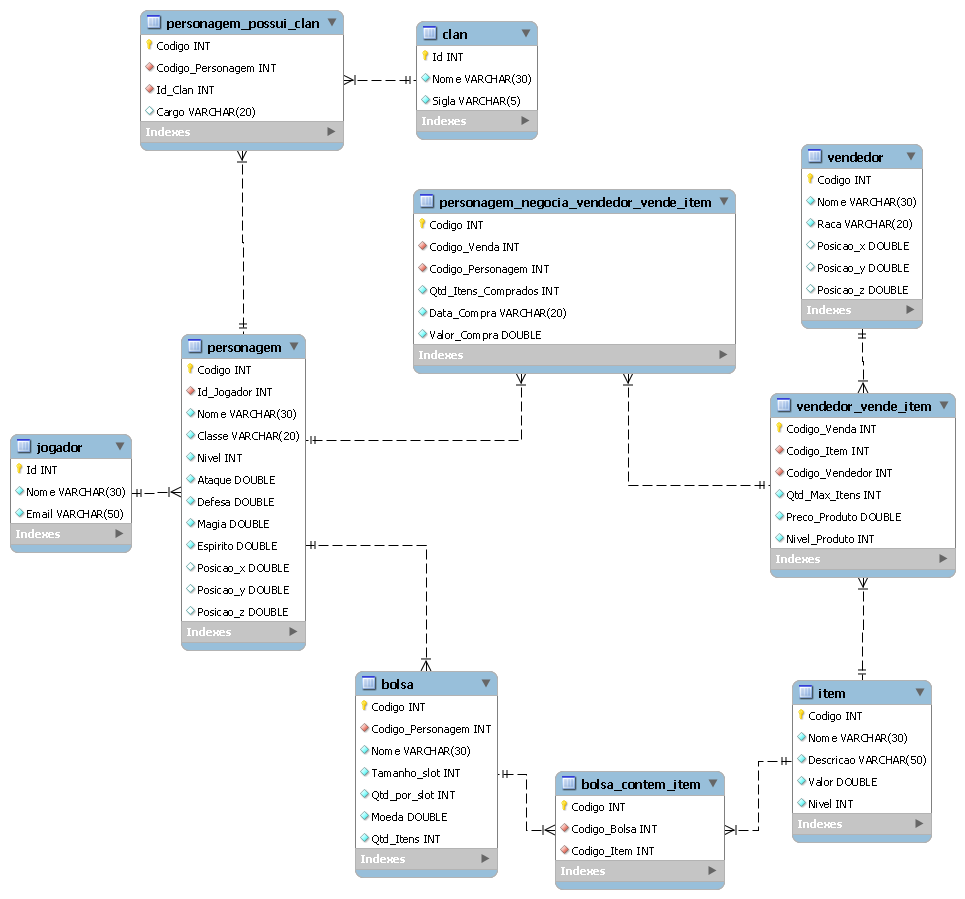 personagem_possui_clan
Codigo INT
Codigo_Personagem INT
Id_Clan INT
Cargo VARCHAR(20)
Indexes
clan
Id INT
Nome VARCHAR(30)
Sigla VARCHAR(5)
Indexes
vendedor
Codigo INT
Nome VARCHAR(30)
Raca VARCHAR(20)
Posicao_x DOUBLE
Posicao_y DOUBLE
Posicao_z DOUBLE
Indexes
personagem_negocia_vendedor_vende_item
Codigo INT
Codigo_Venda INT
Codigo_Personagem INT
Qtd_Itens_Comprados INT
Data_Compra VARCHAR(20)
Valor_Compra DOUBLE
Indexes
personagem
Codigo INT
Id_Jogador INT
Nome VARCHAR(30)
Classe VARCHAR(20)
Nivel INT
Ataque DOUBLE
Defesa DOUBLE
Magia DOUBLE
Espirito DOUBLE
Posicao_x DOUBLE
Posicao_y DOUBLE
Posicao_z DOUBLE
Indexes
vendedor_vende_item
Codigo_Venda INT
Codigo_Item INT
Codigo_Vendedor INT
Qtd_Max_Itens INT
Preco_Produto DOUBLE
Nivel_Produto INT
Indexes
jogador
Id INT
Nome VARCHAR(30)
Email VARCHAR(50)
Indexes
bolsa
Codigo INT
Codigo_Personagem INT
Nome VARCHAR(30)
Tamanho_slot INT
Qtd_por_slot INT
Moeda DOUBLE
Qtd_Itens INT
Indexes
item
Codigo INT
Nome VARCHAR(30)
Descricao VARCHAR(50)
Valor DOUBLE
Nivel INT
Indexes
bolsa_contem_item
Codigo INT
Codigo_Bolsa INT
Codigo_Item INT
Indexes